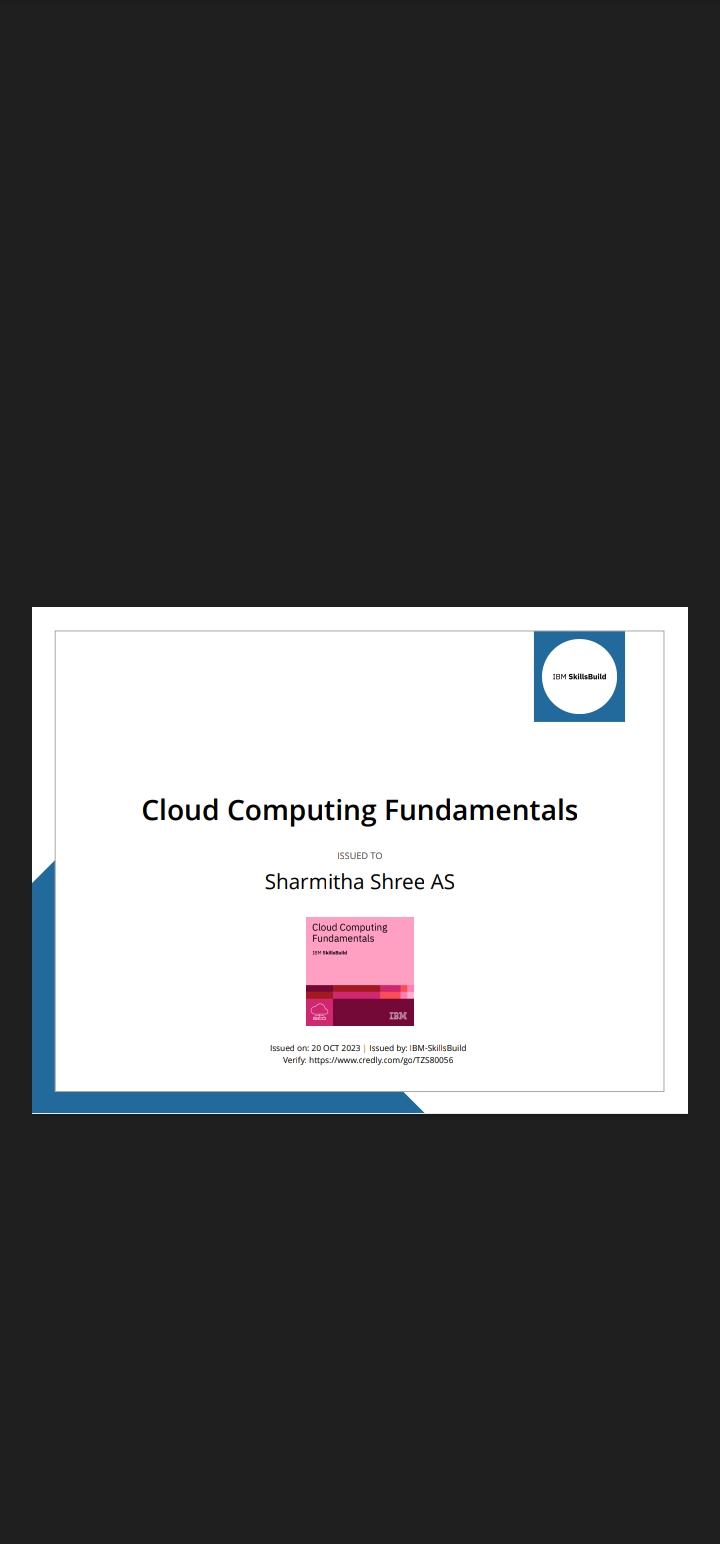 IBM SkillsBuild
Cloud Computing Fundamentals
ISSUED TO
Sharmitha Shree AS
Cloud Computing
Fundamentals
IBM SkillsBuild
IBM
Issued on: 20 OCT 2023 | Issued by: IBM-SkillsBuild
Verify: https://www.credly.com/go/TZS80056